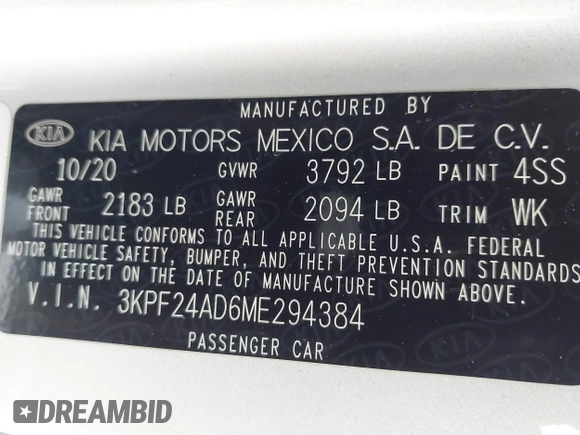 MANUFACTURED BY
KIA KIA MOTORS MEXICO S.A. DE C.V.
10/20 GVWR 3792 LB PAINT 4SS
GAWR FRONT 2183 LB GAWR REAR 2094 LB TRIM WK
THIS VEHICLE CONFORMS TO ALL APPLICABLE U.S.A. FEDERAL
MOTOR VEHICLE SAFETY, BUMPER, AND THEFT PREVENTION STANDARDS
IN EFFECT ON THE DATE OF MANUFACTURE SHOWN ABOVE.
V.I.N. 3KPF24AD6ME294384
PASSENGER CAR
DREAMBID